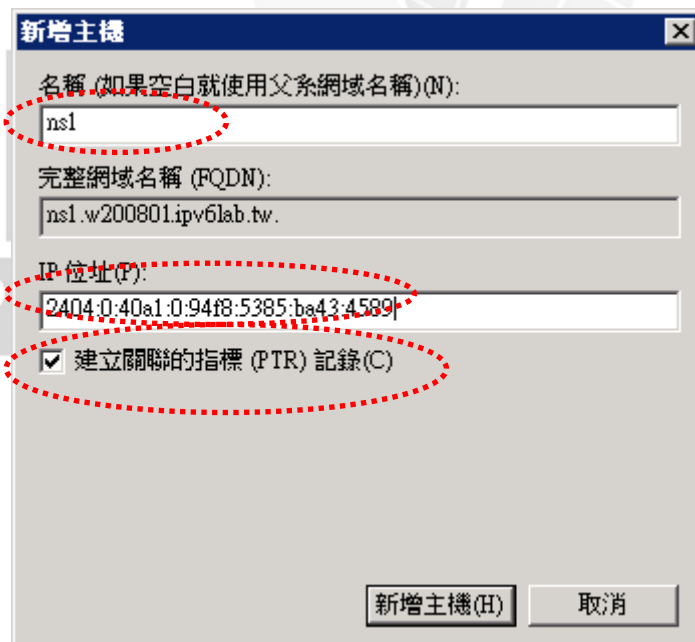 新增主機
名稱 (如果空白就使用父系網域名稱)(N):
ns1
完整網域名稱 (FQDN):
ns1.w200801.ipv6lab.tw.
IP 位址(P):
2404:0:40a1:0:94f8:5385:ba43:4589
建立關聯的指標 (PTR) 記錄(C)
新增主機(H)
取消